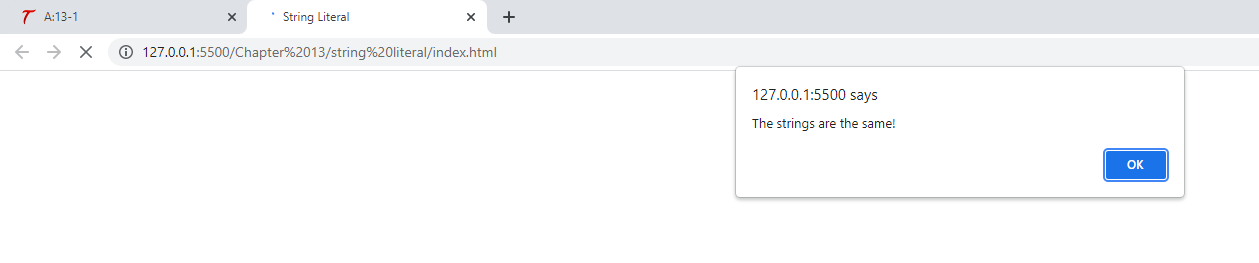 A:13-1
String Literal
127.0.0.1:5500/Chapter%2013/string%20literal/index.html
127.0.0.1:5500 says
The strings are the same!
OK